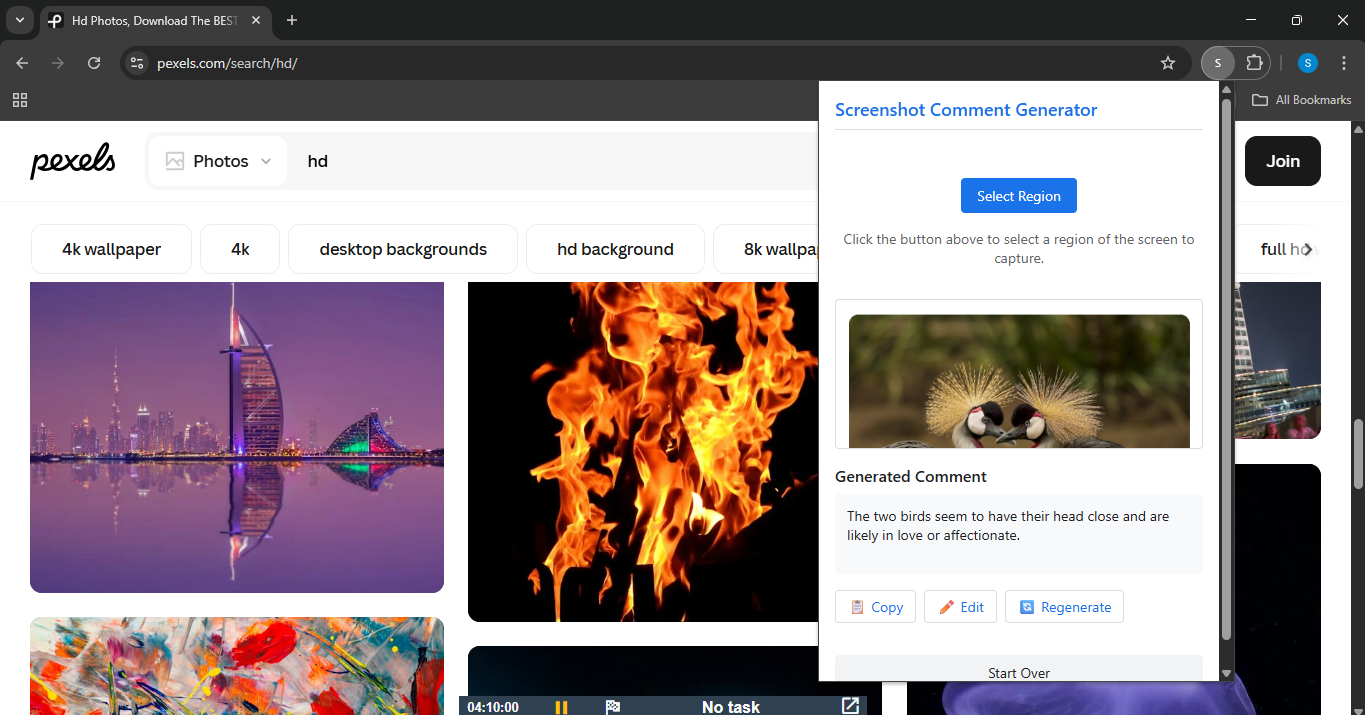 Hd Photos, Download The BEST
pexels.com/search/hd/
S
S
All Bookmarks
pexels
Photos
hd
Join
4k wallpaper
4k
desktop backgrounds
hd background
8k wallpa
full hd
Screenshot Comment Generator
Select Region
Click the button above to select a region of the screen to
capture.
Generated Comment
The two birds seem to have their head close and are
likely in love or affectionate.
Copy
Edit
Regenerate
Start Over
04:10:00
No task